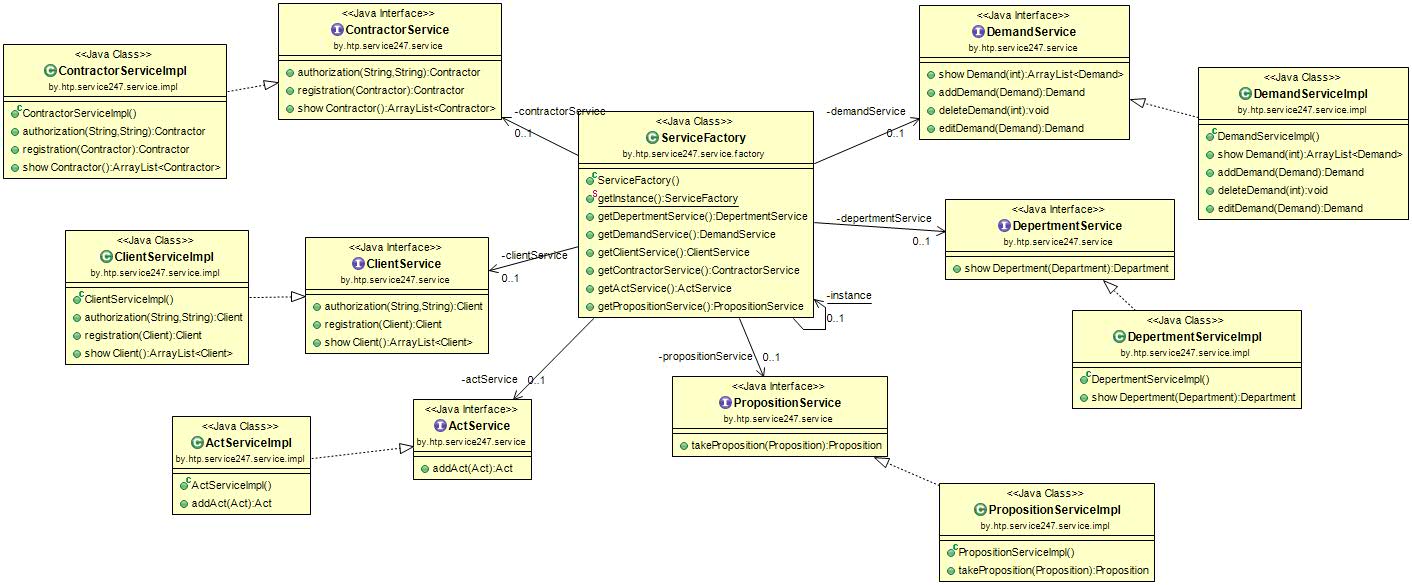 <<Java Interface>>
ContractorService
by.htp.service247.service
authorization(String,String):Contractor
registration(Contractor):Contractor
show Contractor():ArrayList<Contractor>
<<Java Class>>
ContractorServiceImpl
by.htp.service247.service.impl
ContractorServiceImpl()
authorization(String,String):Contractor
registration(Contractor):Contractor
show Contractor():ArrayList<Contractor>
<<Java Interface>>
DemandService
by.htp.service247.service
show Demand(int):ArrayList<Demand>
addDemand(Demand):Demand
deleteDemand(int):void
editDemand(Demand):Demand
<<Java Class>>
DemandServiceImpl
by.htp.service247.service.impl
DemandServiceImpl()
show Demand(int):ArrayList<Demand>
addDemand(Demand):Demand
deleteDemand(int):void
editDemand(Demand):Demand
-contractorService
0..1
-demandService
0..1
<<Java Class>>
ServiceFactory
by.htp.service247.service.factory
ServiceFactory()
getInstance():ServiceFactory
getDepertmentService():DepertmentService
getDemandService():DemandService
getClientService():ClientService
getContractorService():ContractorService
getActService():ActService
getPropositionService():PropositionService
-depertmentService
0..1
<<Java Interface>>
DepertmentService
by.htp.service247.service
show Depertment(Department):Department
<<Java Class>>
ClientServiceImpl
by.htp.service247.service.impl
ClientServiceImpl()
authorization(String,String):Client
registration(Client):Client
show Client():ArrayList<Client>
<<Java Interface>>
ClientService
by.htp.service247.service
authorization(String,String):Client
registration(Client):Client
show Client():ArrayList<Client>
-clientService
0..1
-instance
0..1
<<Java Class>>
DepertmentServiceImpl
by.htp.service247.service.impl
DepertmentServiceImpl()
show Depertment(Department):Department
-propositionService
0..1
-actService
0..1
<<Java Interface>>
PropositionService
by.htp.service247.service
takeProposition(Proposition):Proposition
<<Java Interface>>
ActService
by.htp.service247.service
addAct(Act):Act
<<Java Class>>
ActServiceImpl
by.htp.service247.service.impl
ActServiceImpl()
addAct(Act):Act
<<Java Class>>
PropositionServiceImpl
by.htp.service247.service.impl
PropositionServiceImpl()
takeProposition(Proposition):Proposition